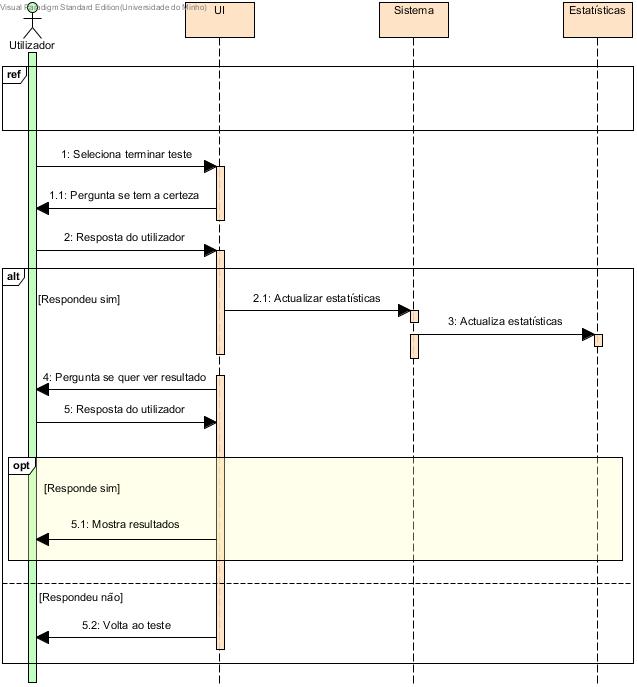 Visual Paradigm Standard Edition(Universidade do Minho)
UI
Sistema
Estatísticas
Utilizador
ref
1: Seleciona terminar teste
1.1: Pergunta se tem a certeza
2: Resposta do utilizador
alt
[Respondeu sim]
2.1: Actualizar estatísticas
3: Actualiza estatísticas
4: Pergunta se quer ver resultado
5: Resposta do utilizador
opt
[Responde sim]
5.1: Mostra resultados
[Respondeu não]
5.2: Volta ao teste